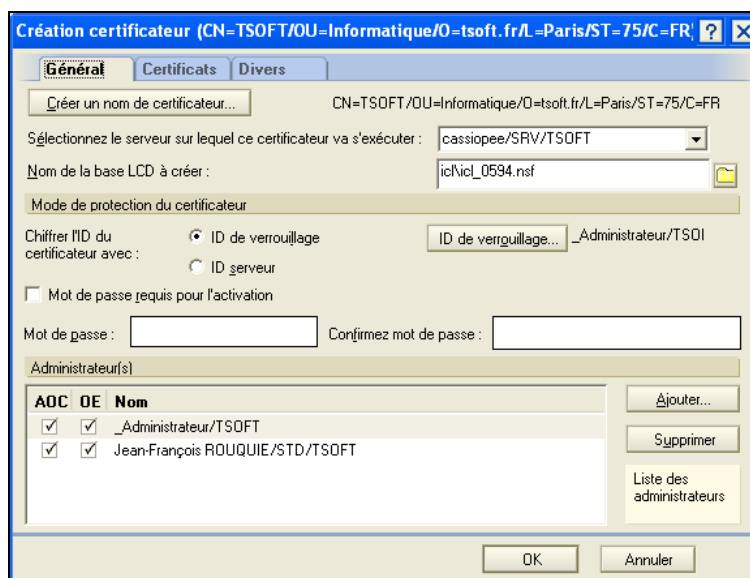 Création certificateur (CN=TSOFT/OU=Informatique/O=tsoft.fr/L=Paris/ST=75/C=FR)
Général Certificats Divers
Créer un nom de certificateur... CN=TSOFT/OU=Informatique/O=tsoft.fr/L=Paris/ST=75/C=FR
Sélectionnez le serveur sur lequel ce certificateur va s'exécuter : cassiopee/SRV/TSOFT
Nom de la base LCD à créer : icl\icl_0594.nsf
Mode de protection du certificateur
Chiffrer l'ID du certificateur avec : ID de verrouillage ID de verrouillage... _Administrateur/TSOI
ID serveur
Mot de passe requis pour l'activation
Mot de passe : Confirmez mot de passe :
Administrateur(s)
AOC OE Nom Ajouter...
_Administrateur/TSOFT
Supprimer
Jean-François ROUQUIE/STD/TSOFT
Liste des
administrateurs
OK Annuler